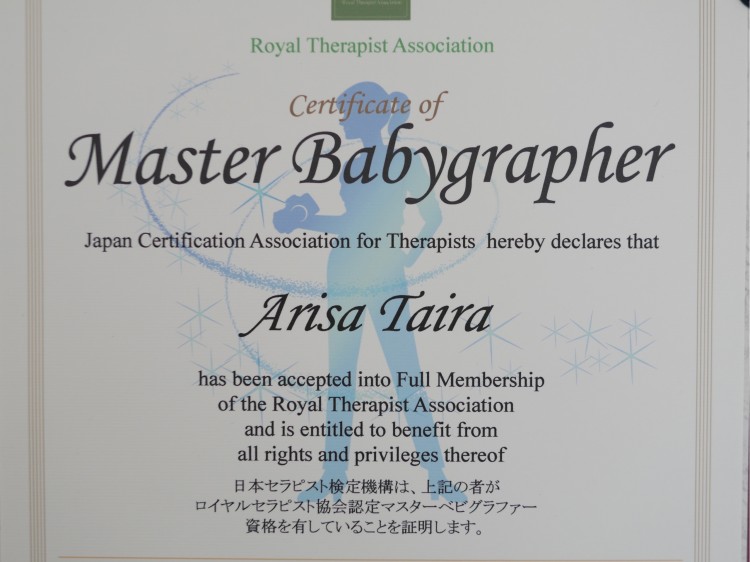 Royal Therapist Association
Certificate of
Master Babygrapher
Japan Certification Association for Therapists hereby declares that
Arisa Taira
has been accepted into Full Membership
of the Royal Therapist Association
and is entitled to benefit from
all rights and privileges thereof
日本セラピスト検定機構は、上記の者が
ロイヤルセラピスト協会認定マスターベビグラファー
資格を有していることを証明します。